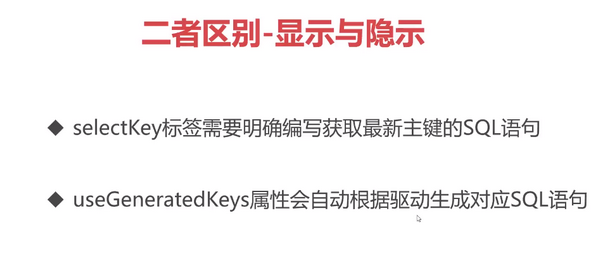 二者区别-显示与隐示
◆ selectKey标签需要明确编写获取最新主键的SQL语句
◆ useGeneratedKeys属性会自动根据驱动生成对应SQL语句